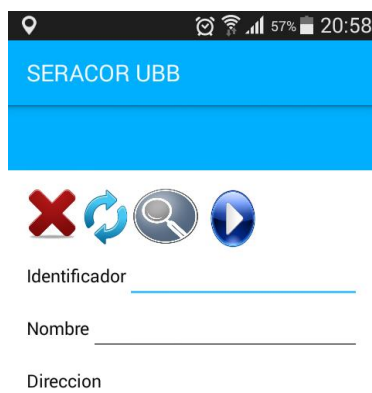 57% 20:58
SERACOR UBB
Identificador
Nombre
Direccion